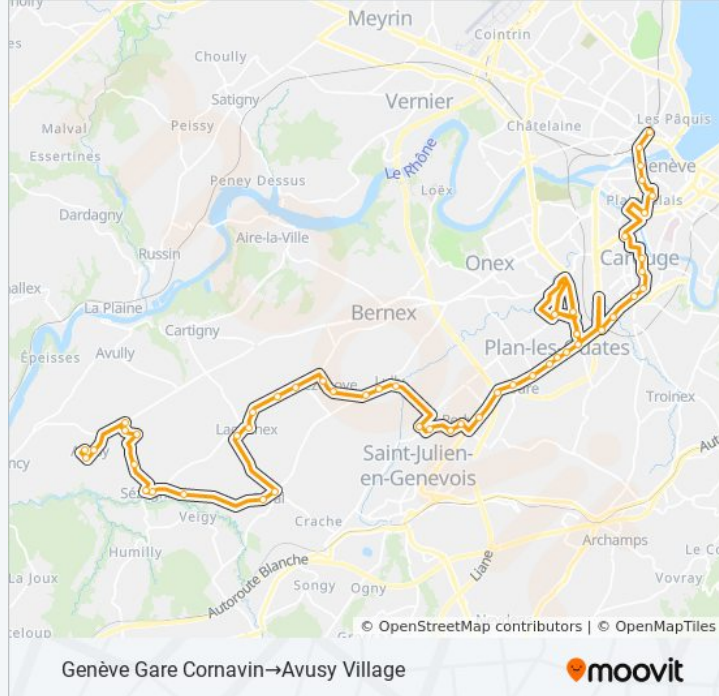 Meyrin
Cointrin
Choully
Satigny
Vernier
Les Pâquis
Malval
Peissy
Châtelaine
Essertines
Le Rhône
Peney Dessus
Loëx
Dardagny
Aire-la-Ville
Russin
Onex
Bernex
La Plaine
Cartigny
Épeisses
Avully
Plan-les-Ouates
Troinex
Saint-Julien-
en-Genevois
Veigy
Crache
Humilly
Archamps
La Joux
Autoroute Blanche
Songy
Ogny
Liane
Vovray
© OpenStreetMap contributors | © OpenMapTiles
Genève Gare Cornavin→Avusy Village
moovit